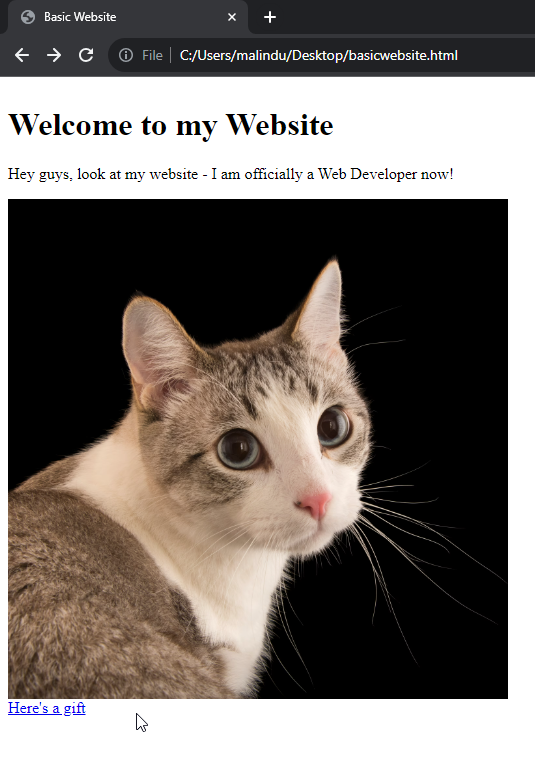 Basic Website
File
C:/Users/malindu/Desktop/basicwebsite.html
Welcome to my Website
Hey guys, look at my website - I am officially a Web Developer now!
Here's a gift